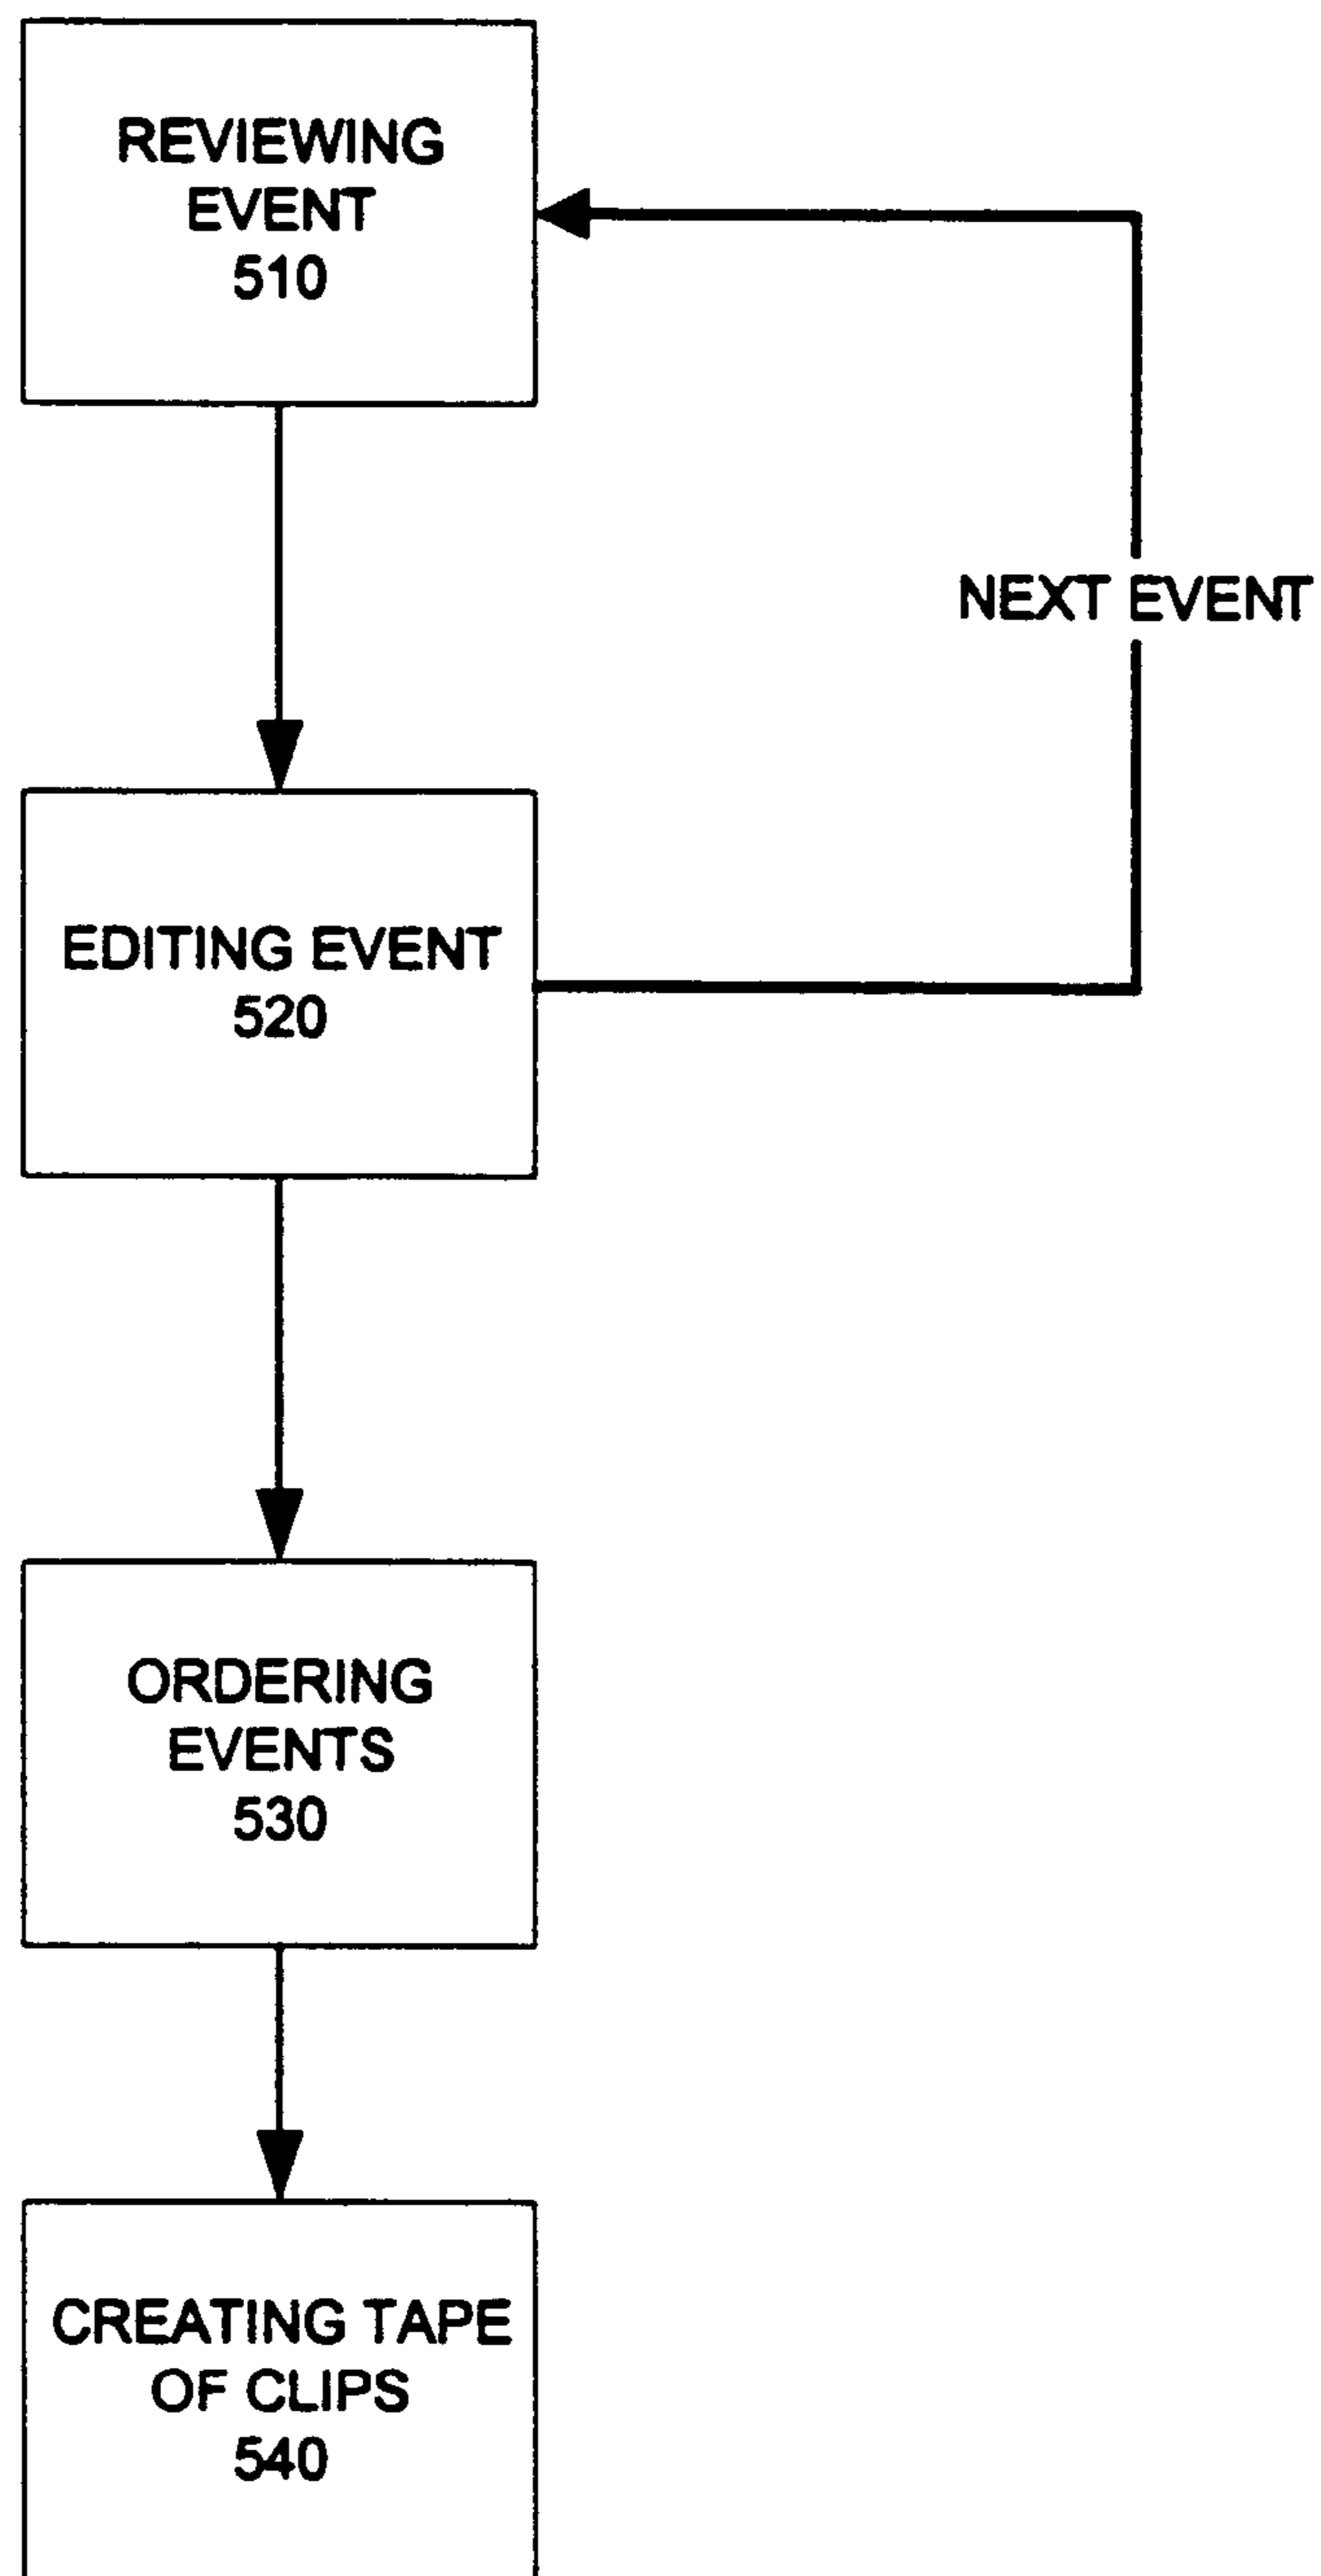 REVIEWING
EVENT
510
NEXT EVENT
EDITING EVENT
520
ORDERING
EVENTS
530
CREATING TAPE
OF CLIPS
540